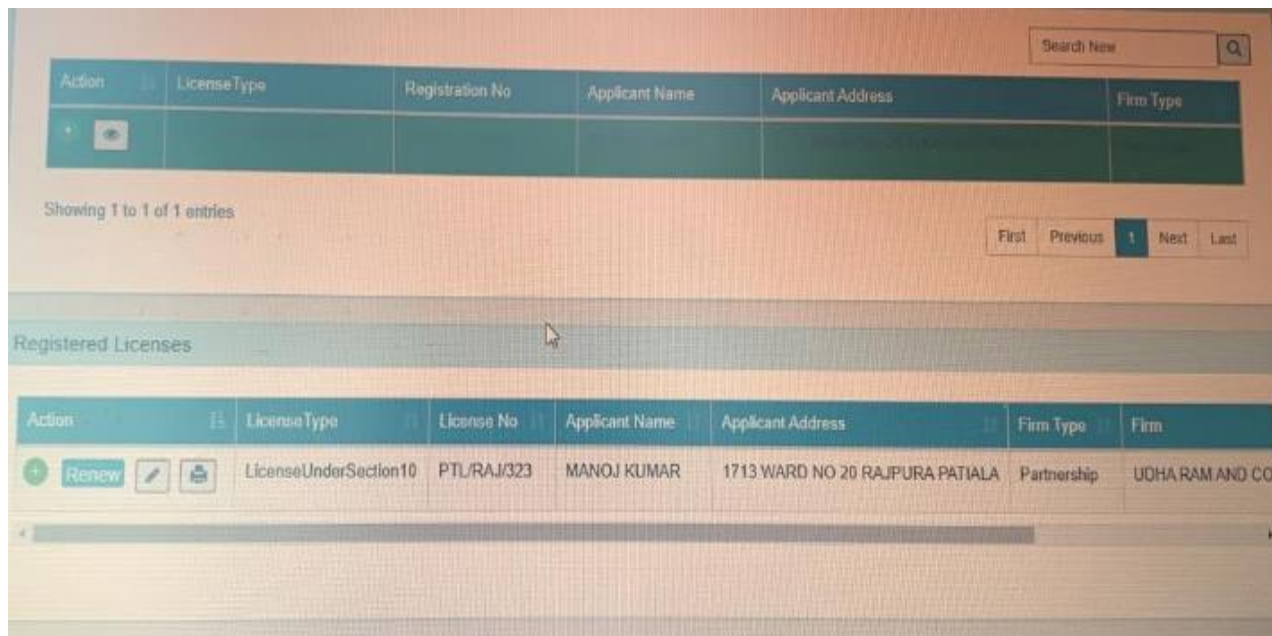 Search New
Action LicenseType Registration No Applicant Name Applicant Address Firm Type
Showing 1 to 1 of 1 entries
First Previous 1 Next Last
Registered Licenses
Action LicenseType License No Applicant Name Applicant Address Firm Type Firm
Renew LicenseUnderSection10 PTL/RAJ/323 MANOJ KUMAR 1713 WARD NO 20 RAJPURA PATIALA Partnership UDHA RAM AND CO